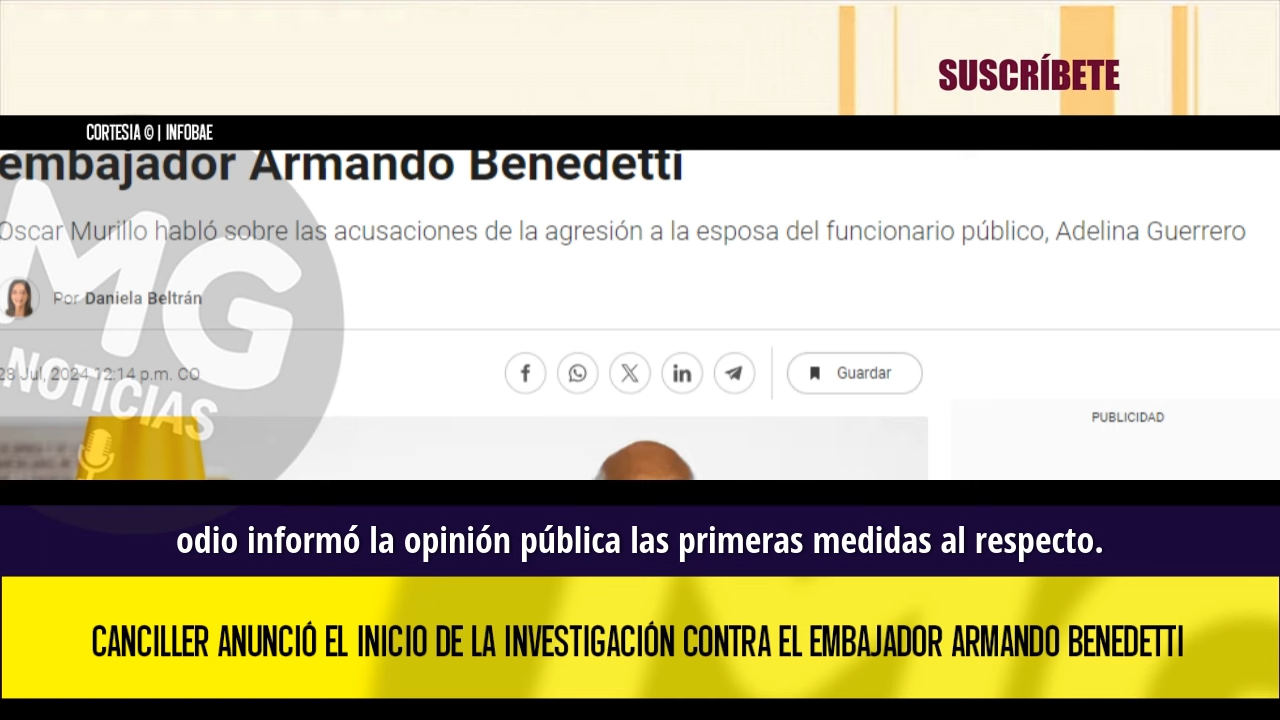 SUSCRÍBETE
CORTESIA © | INFOBAE
embajador Armando Benedetti
Oscar Murillo habló sobre las acusaciones de la agresión a la esposa del funcionario público, Adelina Guerrero
Por Daniela Beltrán
28 Jul, 2024 12:14 p.m. CO
Guardar
PUBLICIDAD
MG
NOTICIAS
odio informó la opinión pública las primeras medidas al respecto.
CANCILLER ANUNCIÓ EL INICIO DE LA INVESTIGACIÓN CONTRA EL EMBAJADOR ARMANDO BENEDETTI